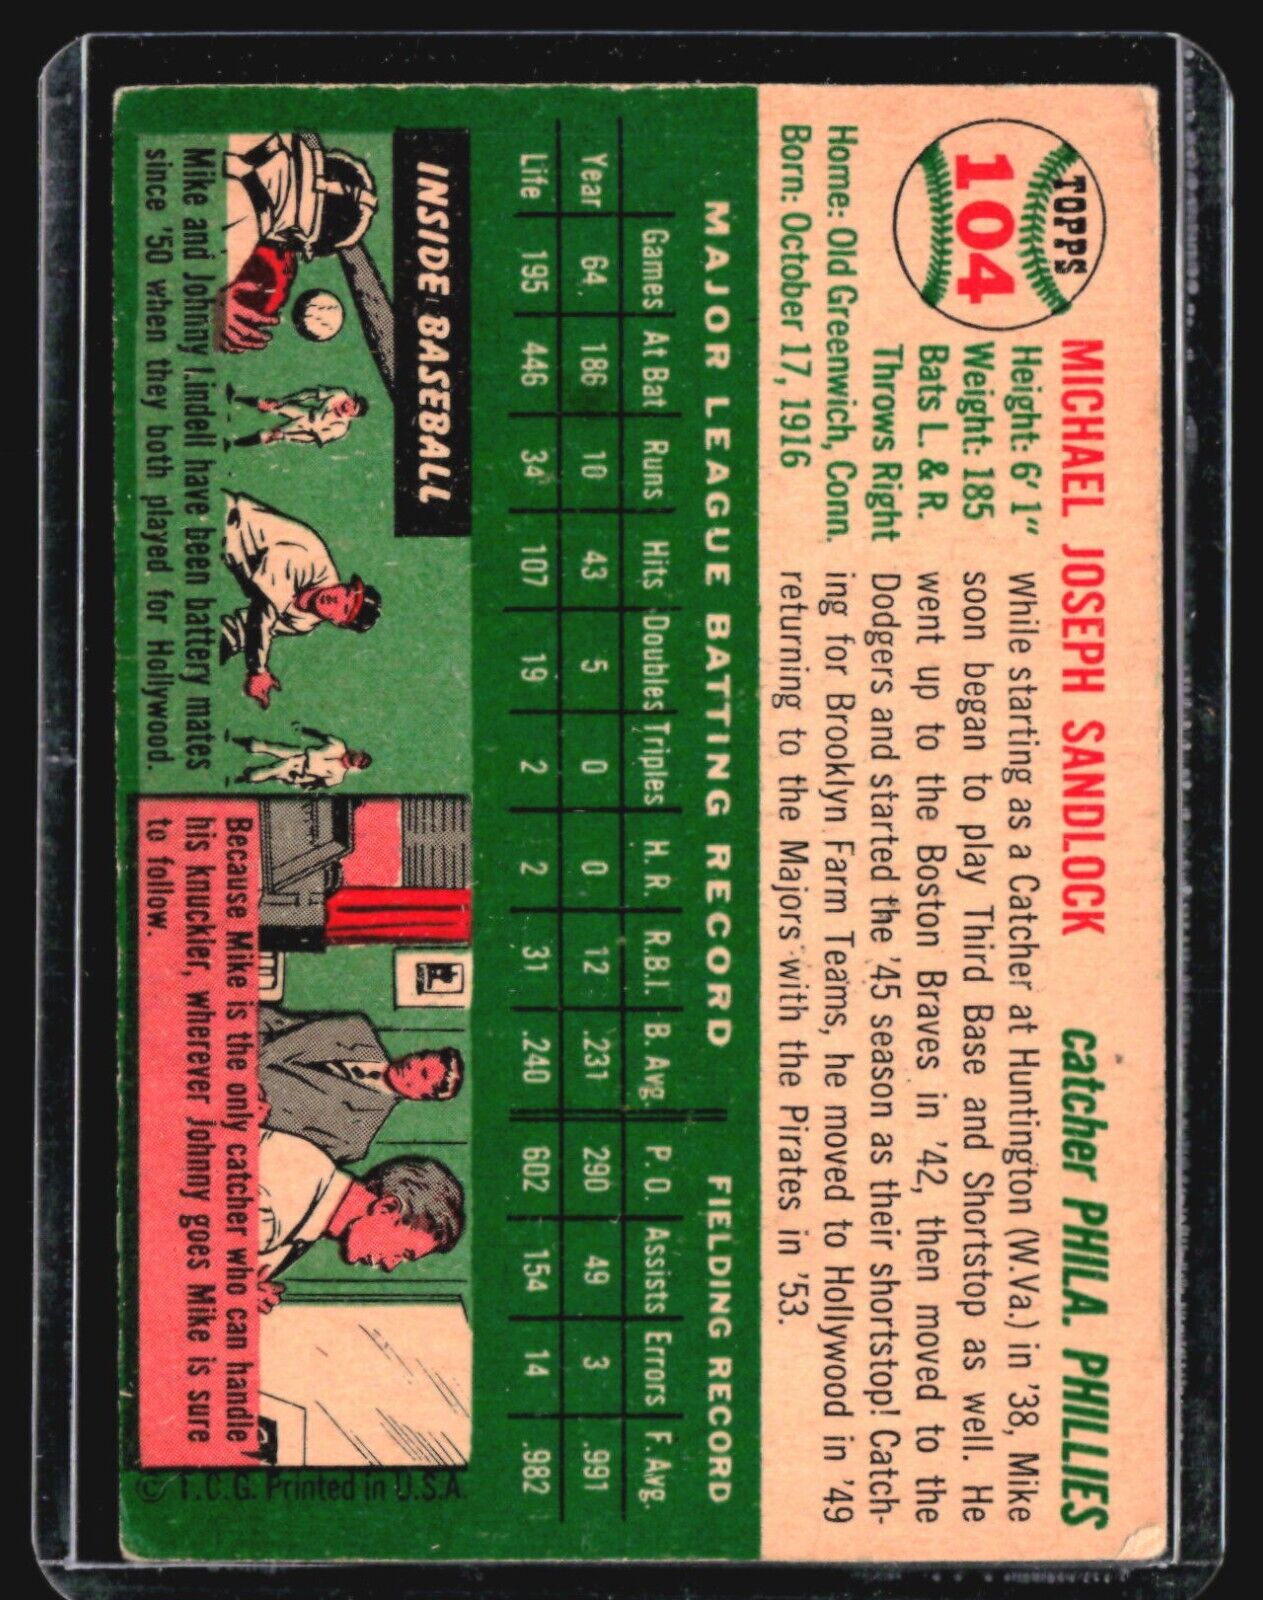 TOPPS
104
MICHAEL JOSEPH SANDLOCK catcher PHILA. PHILLIES
Height: 6' 1"
Weight: 185
Bats L. & R.
Throws Right
Home: Old Greenwich, Conn.
Born: October 17, 1916
While starting as a Catcher at Huntington (W.Va.) in '38, Mike
soon began to play Third Base and Shortstop as well. He
went up to the Boston Braves in '42, then moved to the
Dodgers and started the '45 season as their shortstop! Catch-
ing for Brooklyn Farm Teams, he moved to Hollywood in '49
returning to the Majors with the Pirates in '53.
MAJOR LEAGUE BATTING RECORD FIELDING RECORD
Games At Bat Runs Hits Doubles Triples H. R. R.B.I. B. Avg. P. O. Assists Errors F. Avg.
Year 64 186 10 43 5 0 0 12 .231 290 49 3 .991
Life 195 446 34 107 19 2 2 31 .240 602 154 14 .982
INSIDE BASEBALL
Mike and Johnny Lindell have been battery mates
since '50 when they both played for Hollywood.
Because Mike is the only catcher who can handle
his knuckler, wherever Johnny goes Mike is sure
to follow.
© T.C.G. Printed in U.S.A.